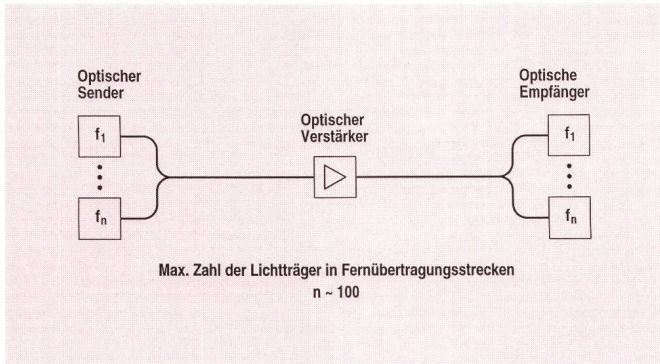 Optischer
Sender
Optische
Empfänger
Optischer
Verstärker
f1
f1
fn
fn
Max. Zahl der Lichtträger in Fernübertragungsstrecken
n ~ 100